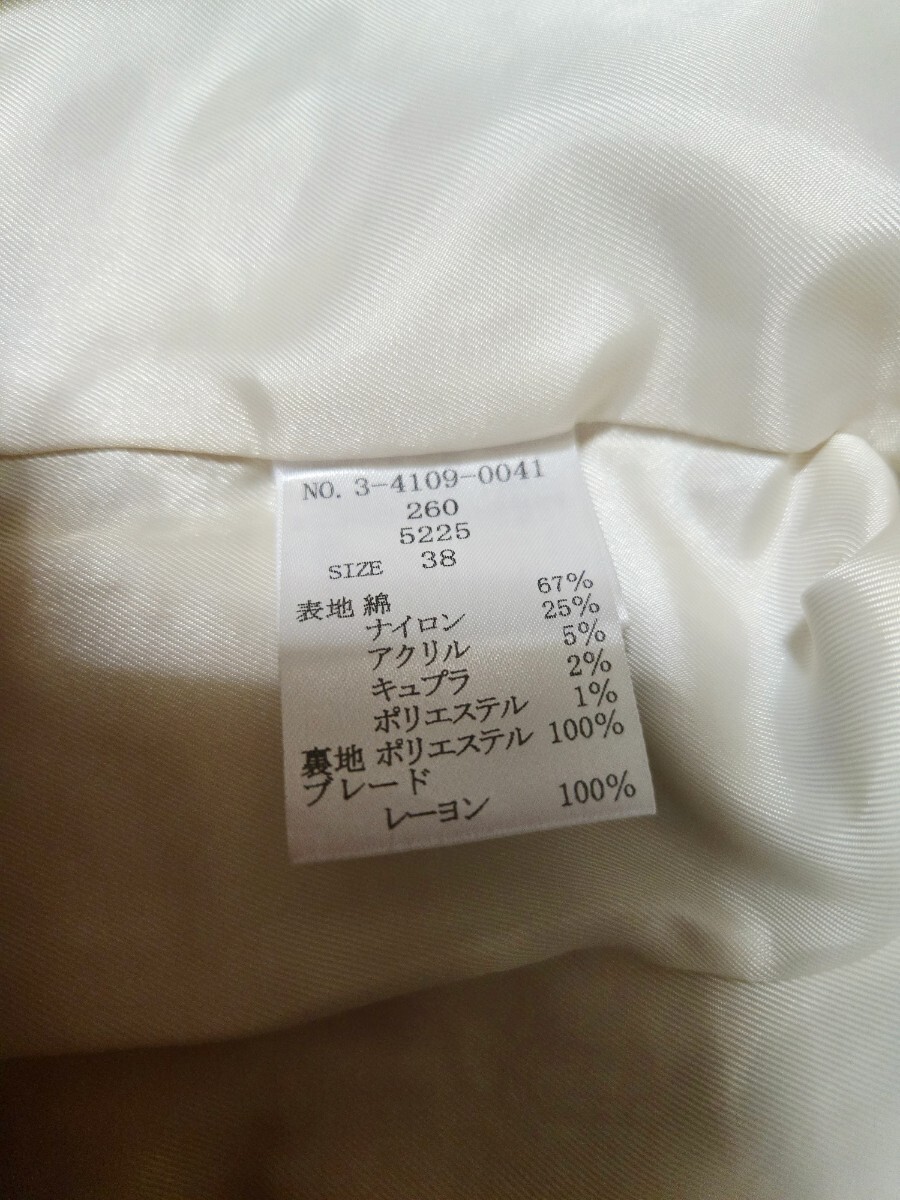 NO. 3-4109-0041
260
5225
SIZE 38
表地 綿 67%
ナイロン 25%
アクリル 5%
キュプラ 2%
ポリエステル 1%
裏地 ポリエステル 100%
ブレード
レーヨン 100%